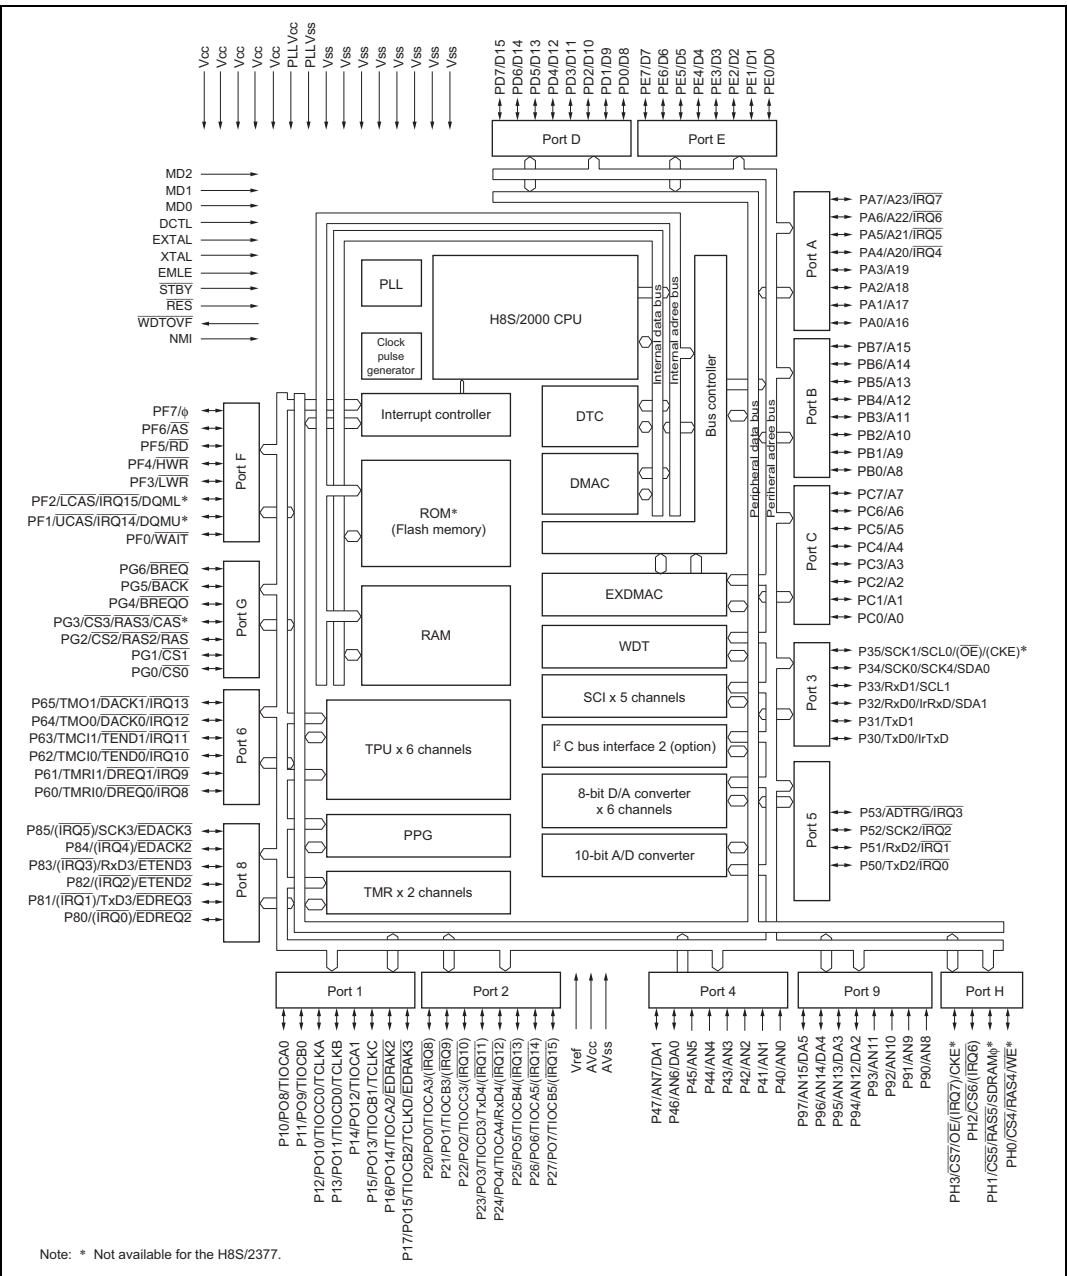 Vcc
Vcc
Vcc
Vcc
Vcc
PLLVcc
PLLVss
Vss
Vss
Vss
Vss
Vss
Vss
Vss
Vss
PD7/D15
PD6/D14
PD5/D13
PD4/D12
PD3/D11
PD2/D10
PD1/D9
PD0/D8
PE7/D7
PE6/D6
PE5/D5
PE4/D4
PE3/D3
PE2/D2
PE1/D1
PE0/D0
Port D
Port E
MD2
MD1
MD0
DCTL
EXTAL
XTAL
EMLE
STBY
RES
WDTOVF
NMI
PLL
Clock
pulse
generator
H8S/2000 CPU
Interrupt controller
DTC
DMAC
ROM*
(Flash memory)
RAM
EXDMAC
WDT
SCI x 5 channels
I2 C bus interface 2 (option)
8-bit D/A converter
x 6 channels
10-bit A/D converter
TPU x 6 channels
PPG
TMR x 2 channels
Internal data bus
Internal adree bus
Bus controller
Peripheral data bus
Periheral adree bus
Port A
PA7/A23/IRQ7
PA6/A22/IRQ6
PA5/A21/IRQ5
PA4/A20/IRQ4
PA3/A19
PA2/A18
PA1/A17
PA0/A16
Port B
PB7/A15
PB6/A14
PB5/A13
PB4/A12
PB3/A11
PB2/A10
PB1/A9
PB0/A8
Port C
PC7/A7
PC6/A6
PC5/A5
PC4/A4
PC3/A3
PC2/A2
PC1/A1
PC0/A0
Port 3
P35/SCK1/SCL0/(OE)/(CKE)*
P34/SCK0/SCK4/SDA0
P33/RxD1/SCL1
P32/RxD0/IrRxD/SDA1
P31/TxD1
P30/TxD0/IrTxD
Port 5
P53/ADTRG/IRQ3
P52/SCK2/IRQ2
P51/RxD2/IRQ1
P50/TxD2/IRQ0
PF7/ϕ
PF6/AS
PF5/RD
PF4/HWR
PF3/LWR
PF2/LCAS/IRQ15/DQML*
PF1/UCAS/IRQ14/DQMU*
PF0/WAIT
Port F
PG6/BREQ
PG5/BACK
PG4/BREQO
PG3/CS3/RAS3/CAS*
PG2/CS2/RAS2/RAS
PG1/CS1
PG0/CS0
Port G
P65/TMO1/DACK1/IRQ13
P64/TMO0/DACK0/IRQ12
P63/TMCI1/TEND1/IRQ11
P62/TMCI0/TEND0/IRQ10
P61/TMRI1/DREQ1/IRQ9
P60/TMRI0/DREQ0/IRQ8
Port 6
P85/(IRQ5)/SCK3/EDACK3
P84/(IRQ4)/EDACK2
P83/(IRQ3)/RxD3/ETEND3
P82/(IRQ2)/ETEND2
P81/(IRQ1)/TxD3/EDREQ3
P80/(IRQ0)/EDREQ2
Port 8
Port 1
Port 2
Port 4
Port 9
Port H
P10/PO8/TIOCA0
P11/PO9/TIOCB0
P12/PO10/TIOCC0/TCLKA
P13/PO11/TIOCD0/TCLKB
P14/PO12/TIOCA1
P15/PO13/TIOCB1/TCLKC
P16/PO14/TIOCA2/EDRAK2
P17/PO15/TIOCB2/TCLKD/EDRAK3
P20/PO0/TIOCA3/(IRQ8)
P21/PO1/TIOCB3/(IRQ9)
P22/PO2/TIOCC3/(IRQ10)
P23/PO3/TIOCD3/TxD4/(IRQ11)
P24/PO4/TIOCA4/RxD4/(IRQ12)
P25/PO5/TIOCB4/(IRQ13)
P26/PO6/TIOCA5/(IRQ14)
P27/PO7/TIOCB5/(IRQ15)
Vref
AVcc
AVss
P47/AN7/DA1
P46/AN6/DA0
P45/AN5
P44/AN4
P43/AN3
P42/AN2
P41/AN1
P40/AN0
P97/AN15/DA5
P96/AN14/DA4
P95/AN13/DA3
P94/AN12/DA2
P93/AN11
P92/AN10
P91/AN9
P90/AN8
PH3/CS7/OE/(IRQ7)/CKE*
PH2/CS6/(IRQ6)
PH1/CS5/RAS5/SDRAMϕ*
PH0/CS4/RAS4/WE*
Note: * Not available for the H8S/2377.